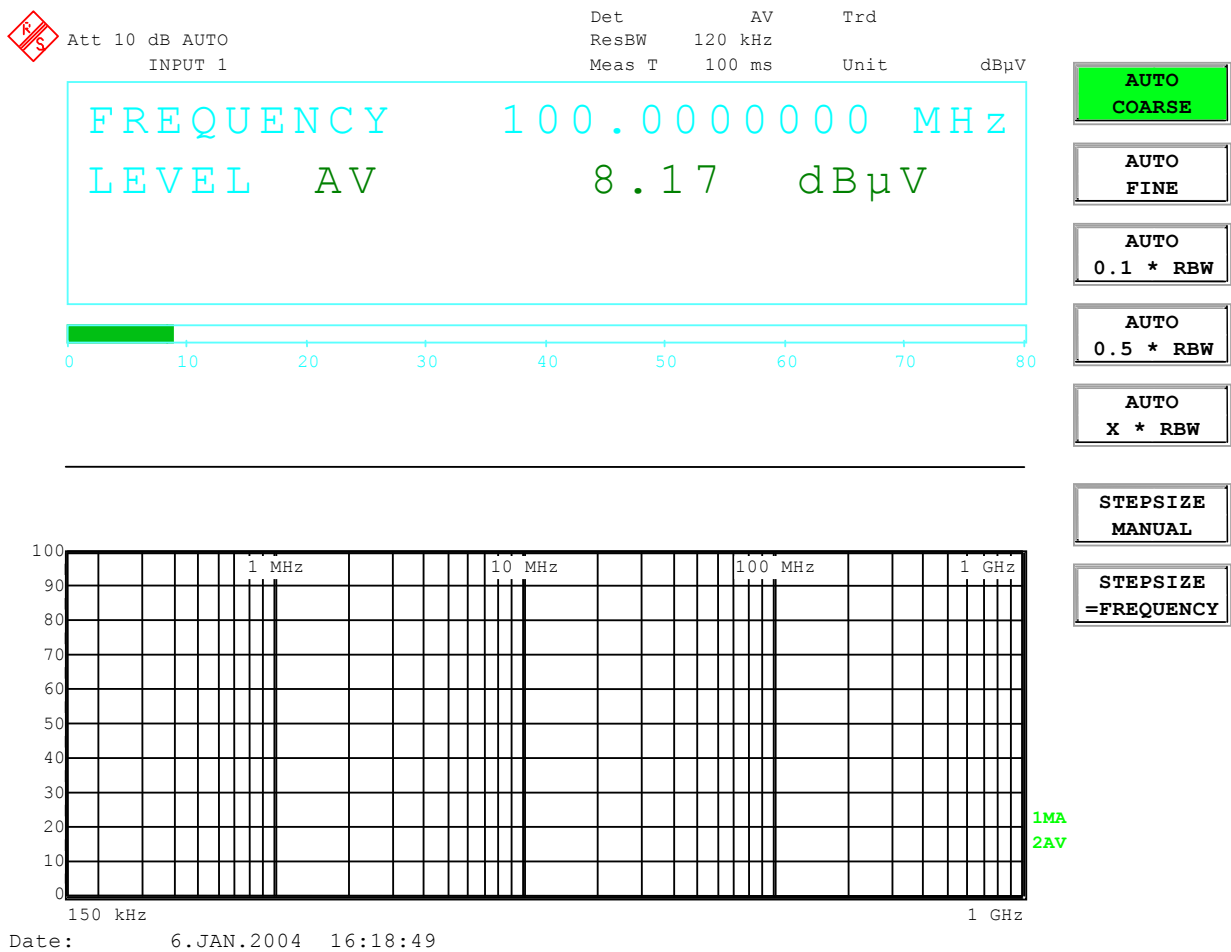 R S
Det AV Trd
Att 10 dB AUTO ResBW 120 kHz
INPUT 1 Meas T 100 ms Unit dBµV
FREQUENCY 100.0000000 MHz
LEVEL AV 8.17 dBµV
0 10 20 30 40 50 60 70 80
AUTO
COARSE
AUTO
FINE
AUTO
0.1 * RBW
AUTO
0.5 * RBW
AUTO
X * RBW
STEPSIZE
MANUAL
STEPSIZE
=FREQUENCY
100
1 MHz 10 MHz 100 MHz 1 GHz
90
80
70
60
50
40
30
20
10
0
1MA
2AV
150 kHz 1 GHz
Date: 6.JAN.2004 16:18:49